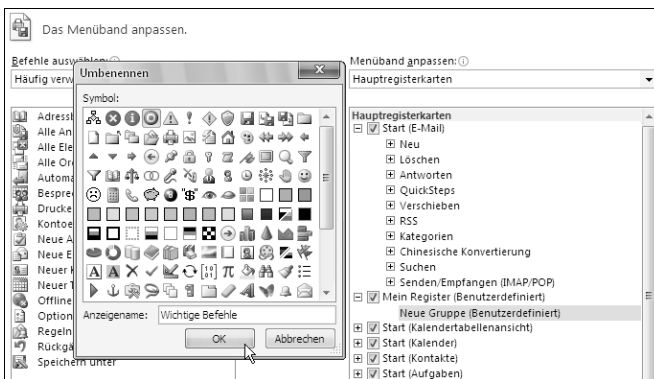 Das Menüband anpassen.
Befehle auswählen:
Häufig verw
Adressb
Alle An
Alle Ele
Alle Or
Automa
Bespre
Drucke
Kontoe
Neue A
Neue E
Neuer K
Neuer T
Offline
Option
Regeln
Rückgä
Speichern unter
Umbenennen
Symbol:
Anzeigename: Wichtige Befehle
OK Abbrechen
Menüband anpassen:
Hauptregisterkarten
Hauptregisterkarten
Start (E-Mail)
Neu
Löschen
Antworten
QuickSteps
Verschieben
RSS
Kategorien
Chinesische Konvertierung
Suchen
Senden/Empfangen (IMAP/POP)
Mein Register (Benutzerdefiniert)
Neue Gruppe (Benutzerdefiniert)
Start (Kalendertabellenansicht)
Start (Kalender)
Start (Kontakte)
Start (Aufgaben)